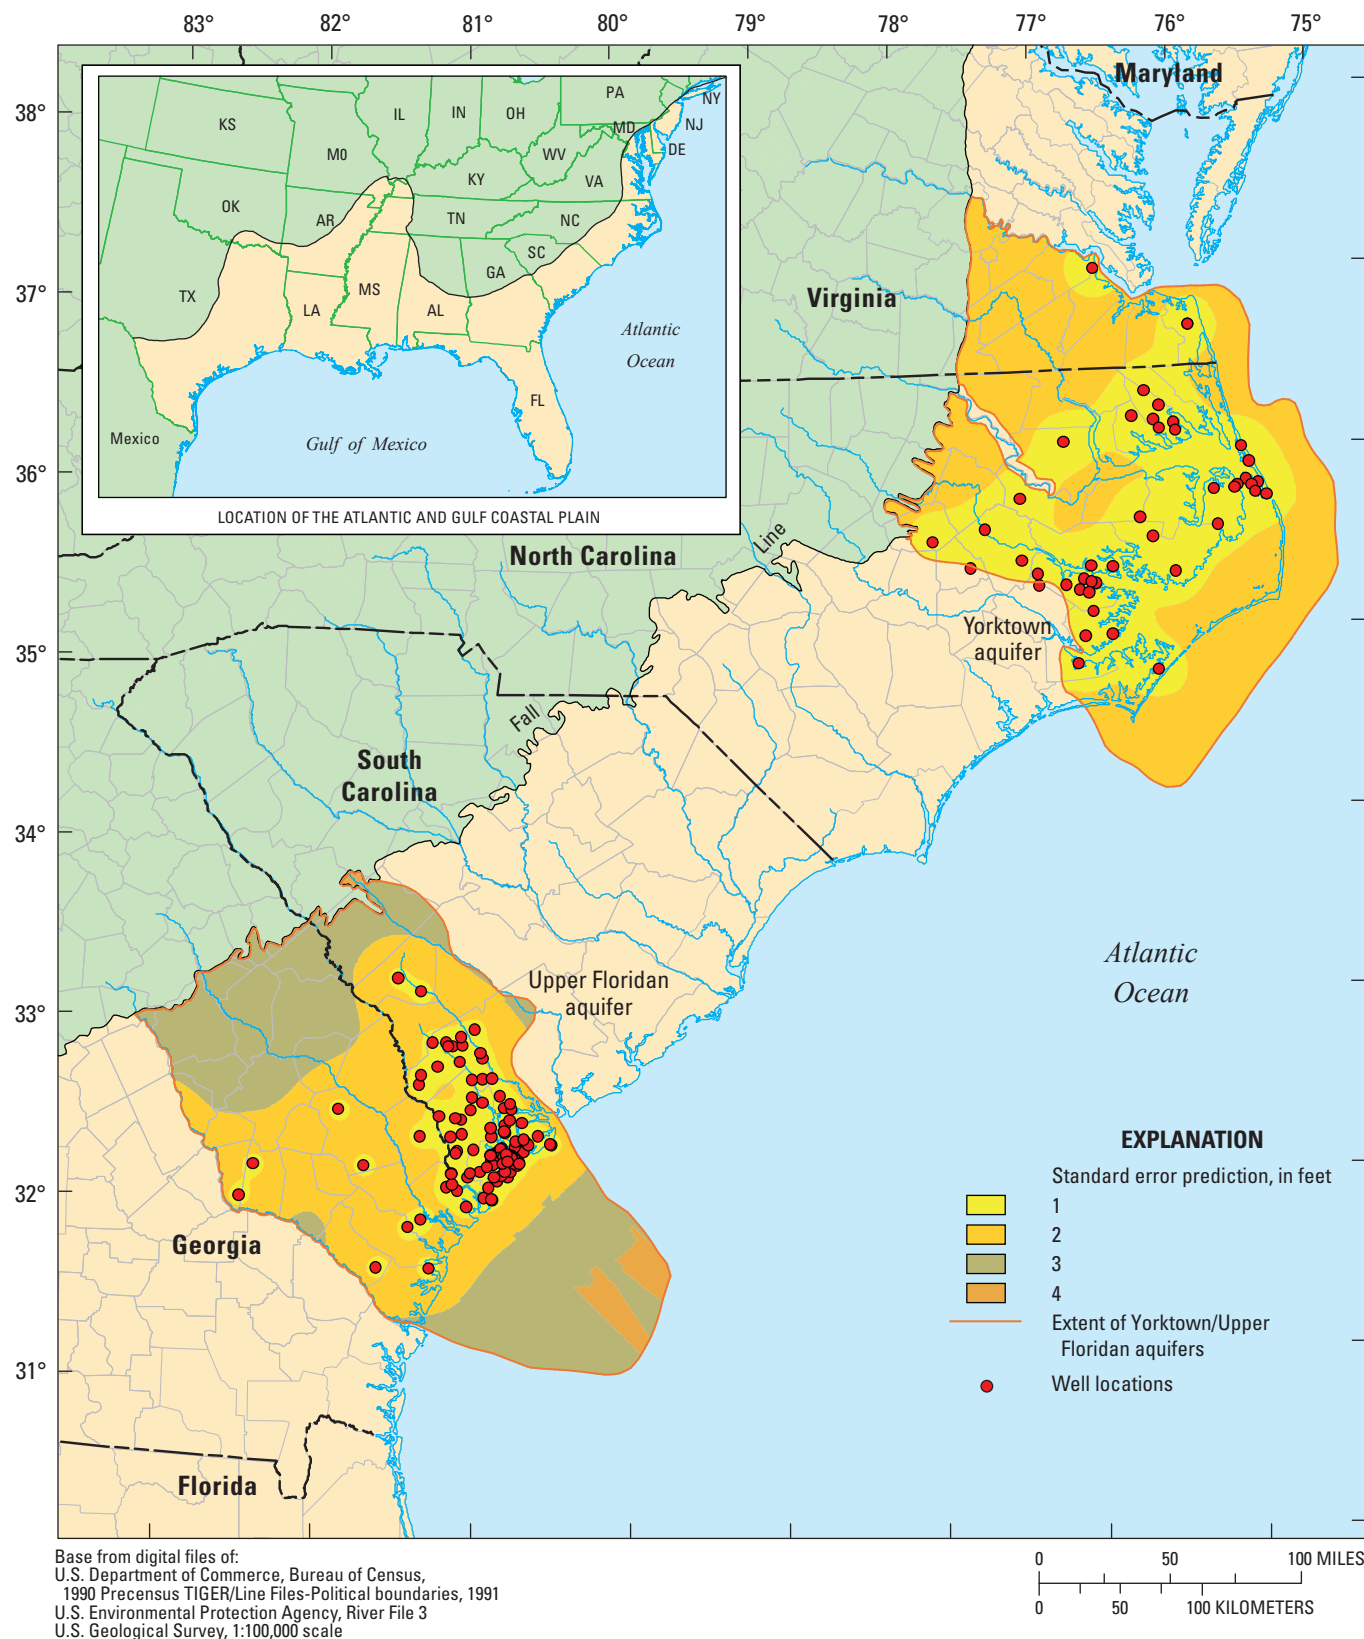 83°
82°
81°
80°
79°
78°
77°
76°
75°
38°
37°
36°
35°
34°
33°
32°
31°
KS
MO
IL
IN
OH
PA
NY
NJ
MD
DE
WV
VA
KY
OK
AR
TN
NC
SC
TX
LA
MS
AL
GA
FL
Mexico
Gulf of Mexico
Atlantic
Ocean
LOCATION OF THE ATLANTIC AND GULF COASTAL PLAIN
Maryland
Virginia
North Carolina
Fall
Line
Yorktown
aquifer
South
Carolina
Upper Floridan
aquifer
Atlantic
Ocean
Georgia
Florida
EXPLANATION
Standard error prediction, in feet
1
2
3
4
Extent of Yorktown/Upper
Floridan aquifers
Well locations
Base from digital files of:
U.S. Department of Commerce, Bureau of Census,
1990 Precensus TIGER/Line Files-Political boundaries, 1991
U.S. Environmental Protection Agency, River File 3
U.S. Geological Survey, 1:100,000 scale
0 50 100 MILES
0 50 100 KILOMETERS